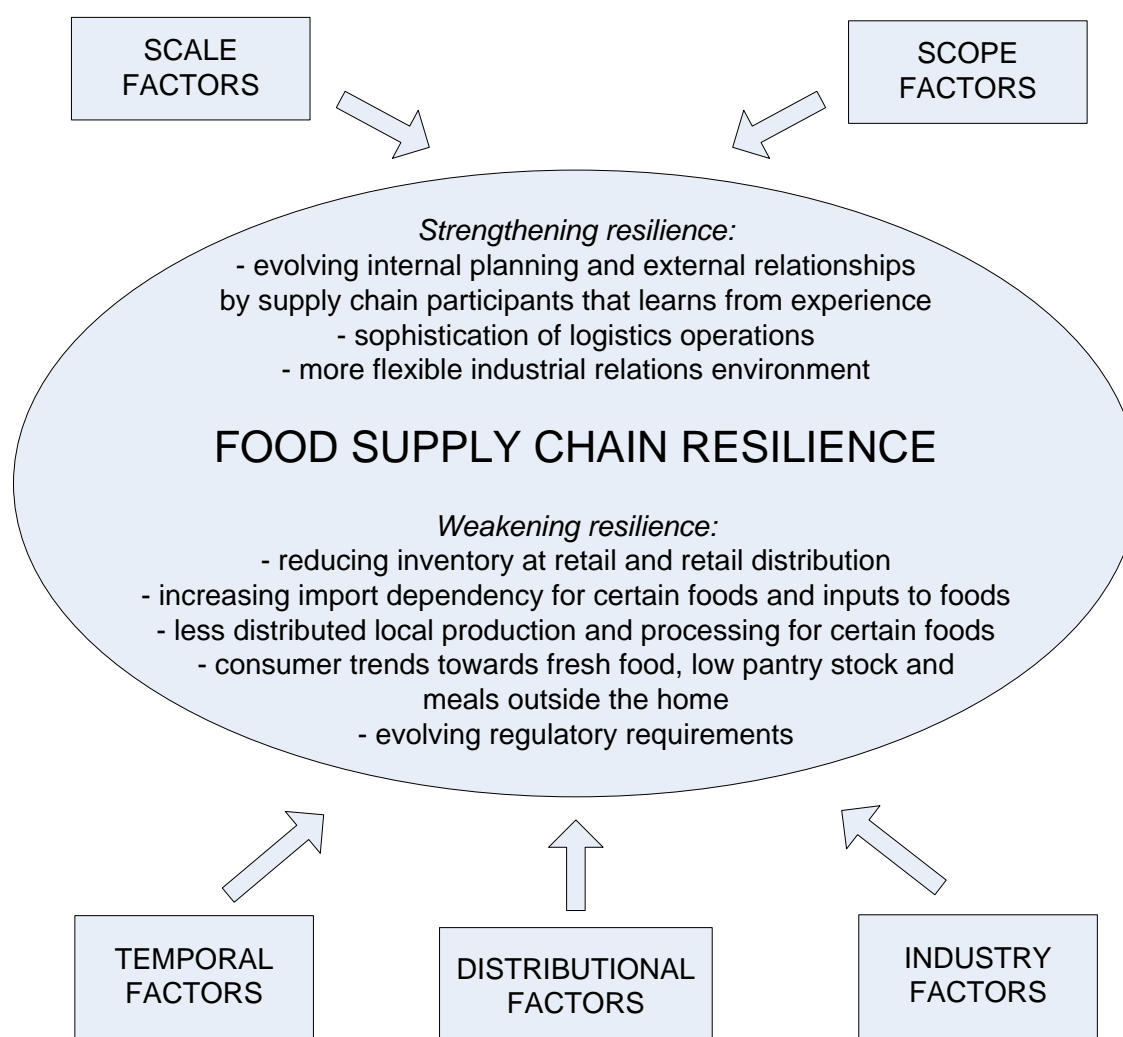 SCALE
FACTORS
SCOPE
FACTORS
Strengthening resilience:
- evolving internal planning and external relationships
by supply chain participants that learns from experience
- sophistication of logistics operations
- more flexible industrial relations environment
FOOD SUPPLY CHAIN RESILIENCE
Weakening resilience:
- reducing inventory at retail and retail distribution
- increasing import dependency for certain foods and inputs to foods
- less distributed local production and processing for certain foods
- consumer trends towards fresh food, low pantry stock and
meals outside the home
- evolving regulatory requirements
TEMPORAL
FACTORS
DISTRIBUTIONAL
FACTORS
INDUSTRY
FACTORS